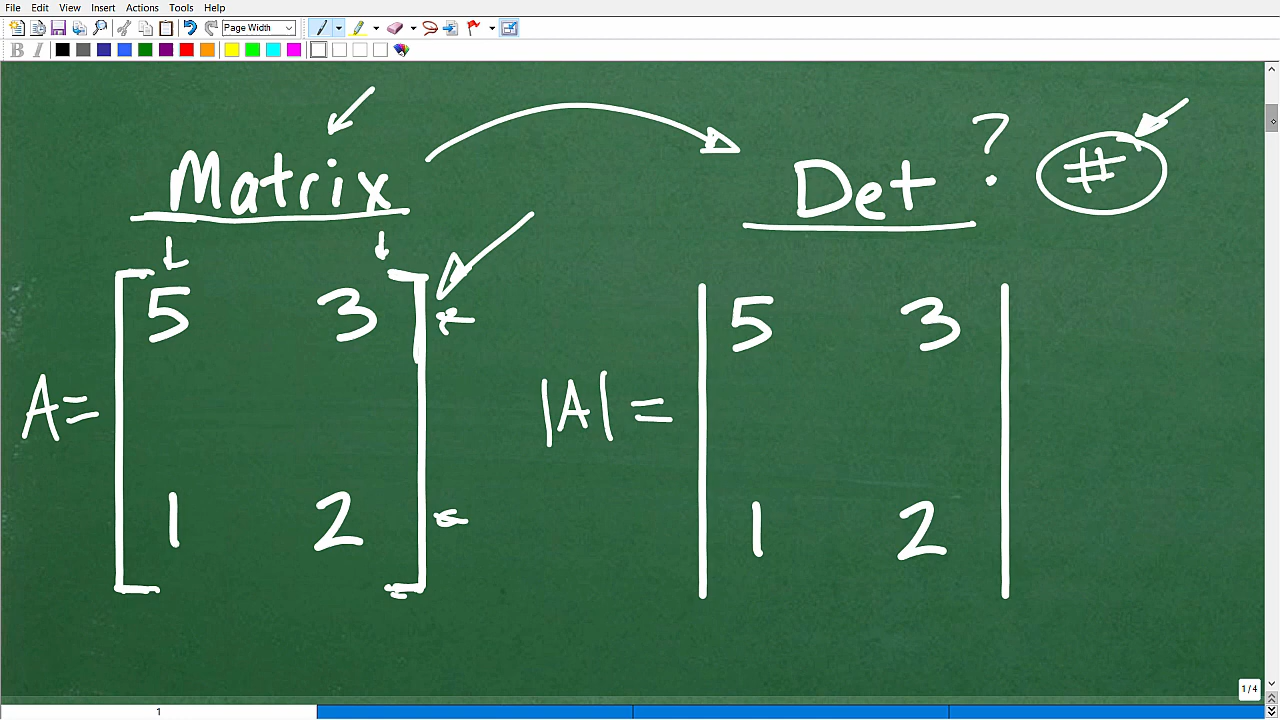 File Edit View Insert Actions Tools Help
Page Width
B I
Matrix Det ? #
A= 5 3 |A| = 5 3
1 2 1 2
1/4
1